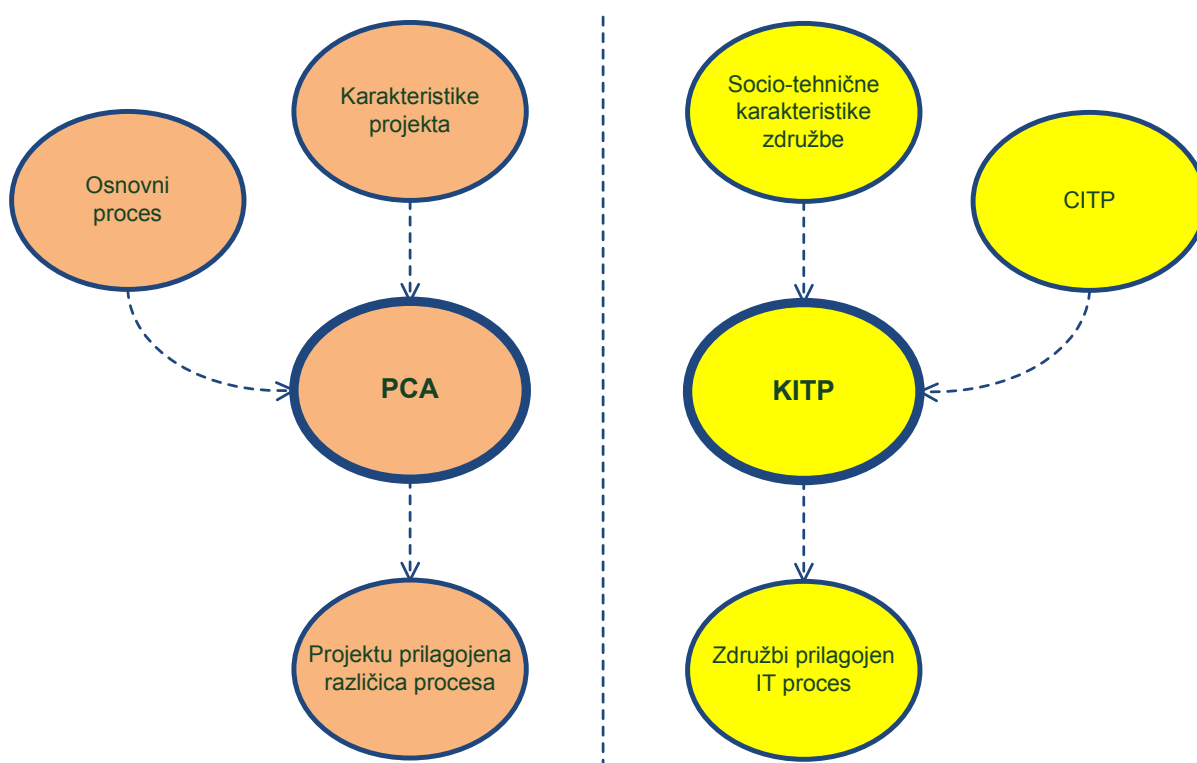 Karakteristike
projekta
Osnovni
proces
PCA
Projektu prilagojena
različica procesa
Socio-tehnične
karakteristike
združbe
CITP
KITP
Združbi prilagojen
IT proces